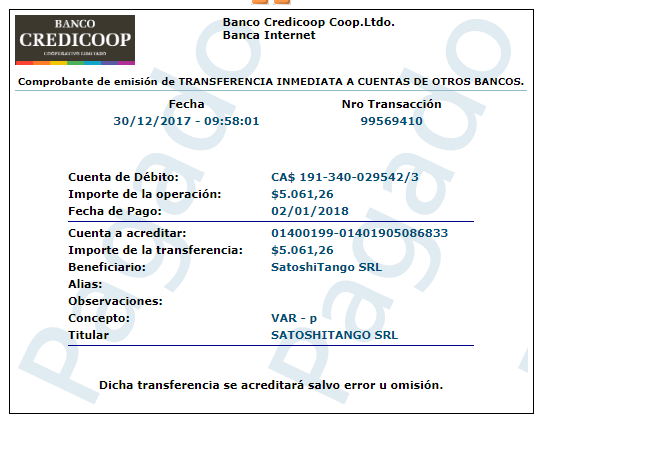 BANCO
CREDICOOP
COOPERATIVO LIMITADO
Banco Credicoop Coop.Ltdo.
Banca Internet
Comprobante de emisión de TRANSFERENCIA INMEDIATA A CUENTAS DE OTROS BANCOS.
Fecha Nro Transacción
30/12/2017 - 09:58:01 99569410
Cuenta de Débito: CA$ 191-340-029542/3
Importe de la operación: $5.061,26
Fecha de Pago: 02/01/2018
Cuenta a acreditar: 01400199-01401905086833
Importe de la transferencia: $5.061,26
Beneficiario: SatoshiTango SRL
Alias:
Observaciones:
Concepto: VAR - p
Titular SATOSHITANGO SRL
Dicha transferencia se acreditará salvo error u omisión.
Pagado
Pagado